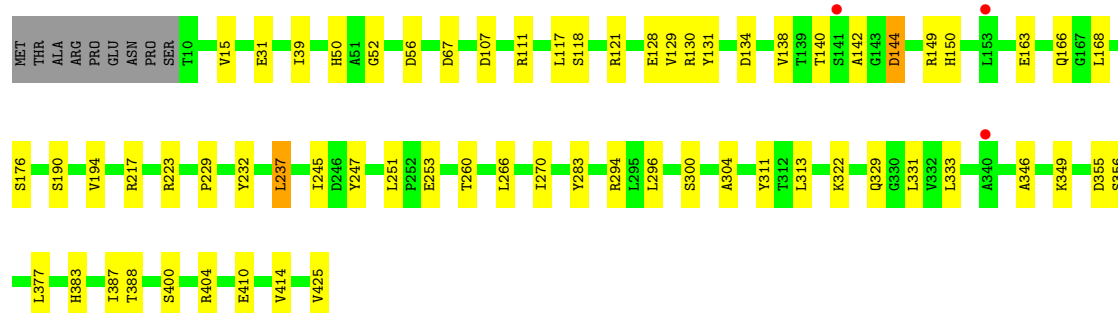 MET THR ALA ARG PRO GLU ASN PRO SER T10 V15 E31 I39 H50 A51 G52 D56 D67 D107 R111 L117 S118 R121 E128 V129 R130 Y131 D134 V138 T139 T140 S141 A142 G143 D144 R149 H150 L153 E163 Q166 G167 L168
S176 S190 V194 R217 R223 P229 Y232 L237 I245 D246 Y247 L251 P252 E253 T260 L266 I270 Y283 R294 L295 L296 S300 A304 Y311 T312 L313 K322 Q329 G330 L331 V332 L333 A340 A346 K349 D355 S356
L377 H383 I387 T388 S400 R404 E410 V414 V425